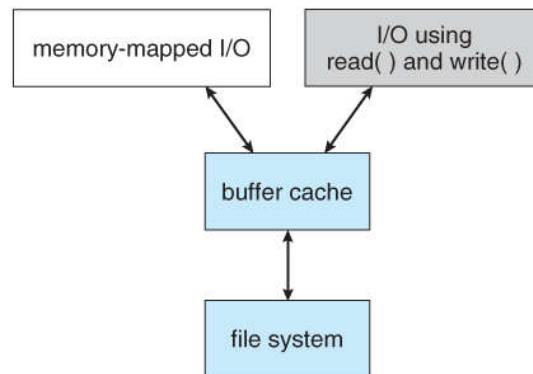 memory-mapped I/O
I/O using
read( ) and write( )
buffer cache
file system